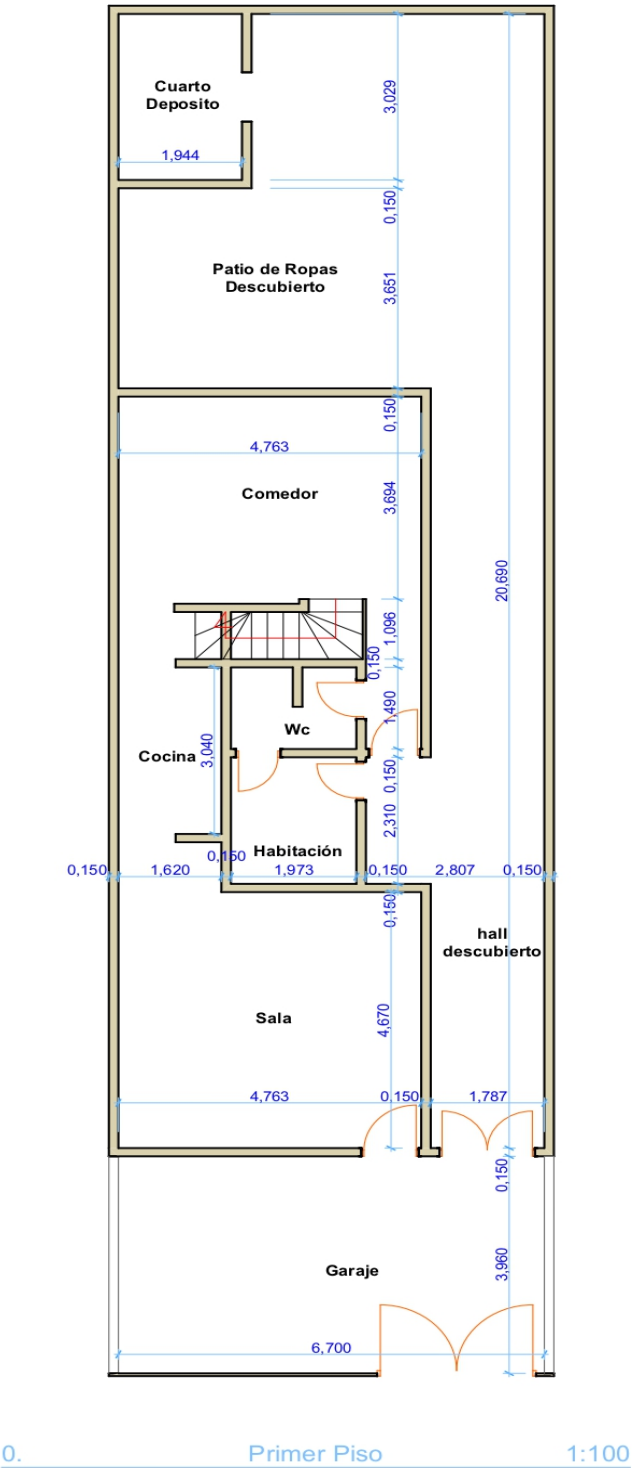 Cuarto
Deposito
3,029
1,944
0,150
Patio de Ropas
Descubierto
3,651
0,150
4,763
Comedor
3,694
20,690
1,096
0,150
1,490
Wc
Cocina
3,040
0,150
2,310
0,150
Habitación
0,150
1,620
1,973
0,150
2,807
0,150
0,150
hall
descubierto
Sala
4,670
4,763
0,150
1,787
0,150
Garaje
3,960
6,700
0. Primer Piso 1:100